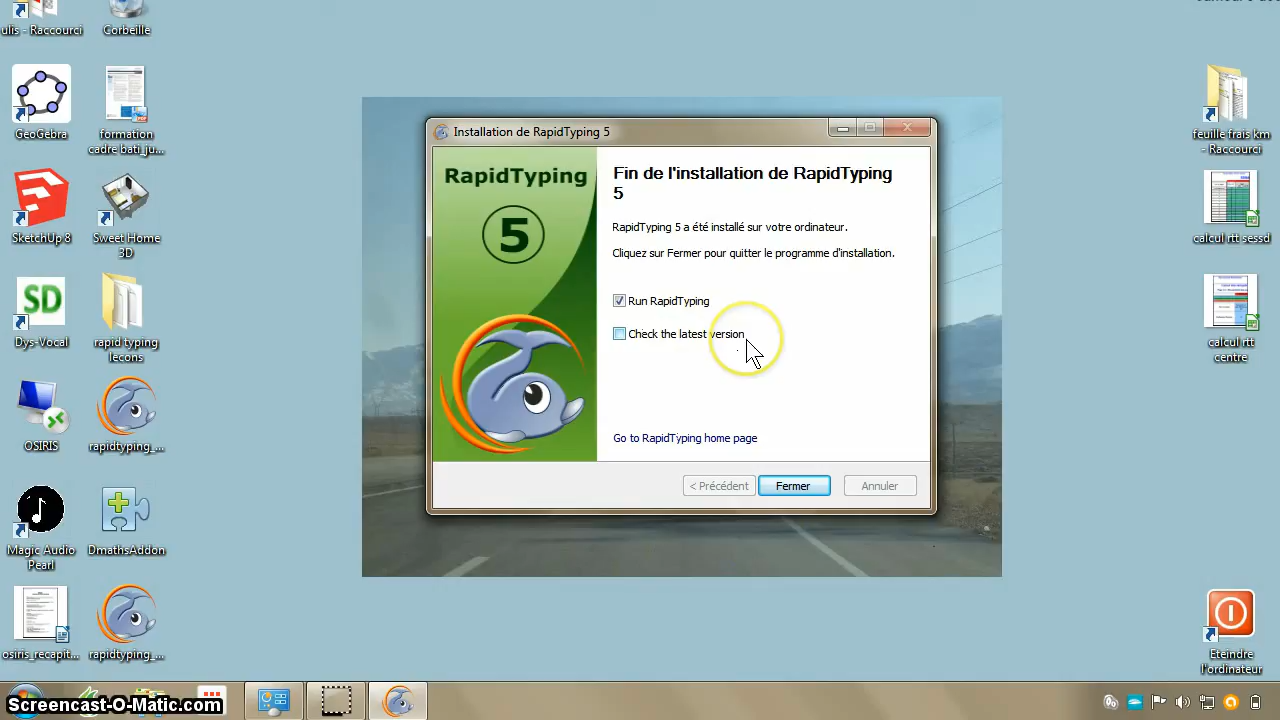 ulis - Raccourci
Corbeille
GeoGebra
formation
cadre bati_ju...
SketchUp 8
Sweet Home
3D
Dys-Vocal
rapid typing
lecons
OSIRIS
rapidtyping_...
Magic Audio
Pearl
DmathsAddon
osiris_recapit...
rapidtyping_...
Installation de RapidTyping 5
RapidTyping
5
Fin de l'installation de RapidTyping
5
RapidTyping 5 a été installé sur votre ordinateur.
Cliquez sur Fermer pour quitter le programme d'installation.
Run RapidTyping
Check the latest version
Go to RapidTyping home page
< Précédent
Fermer
Annuler
feuille frais km
- Raccourci
calcul rtt sessd
calcul rtt
centre
Eteindre
l'ordinateur
SD
Screencast-O-Matic.com